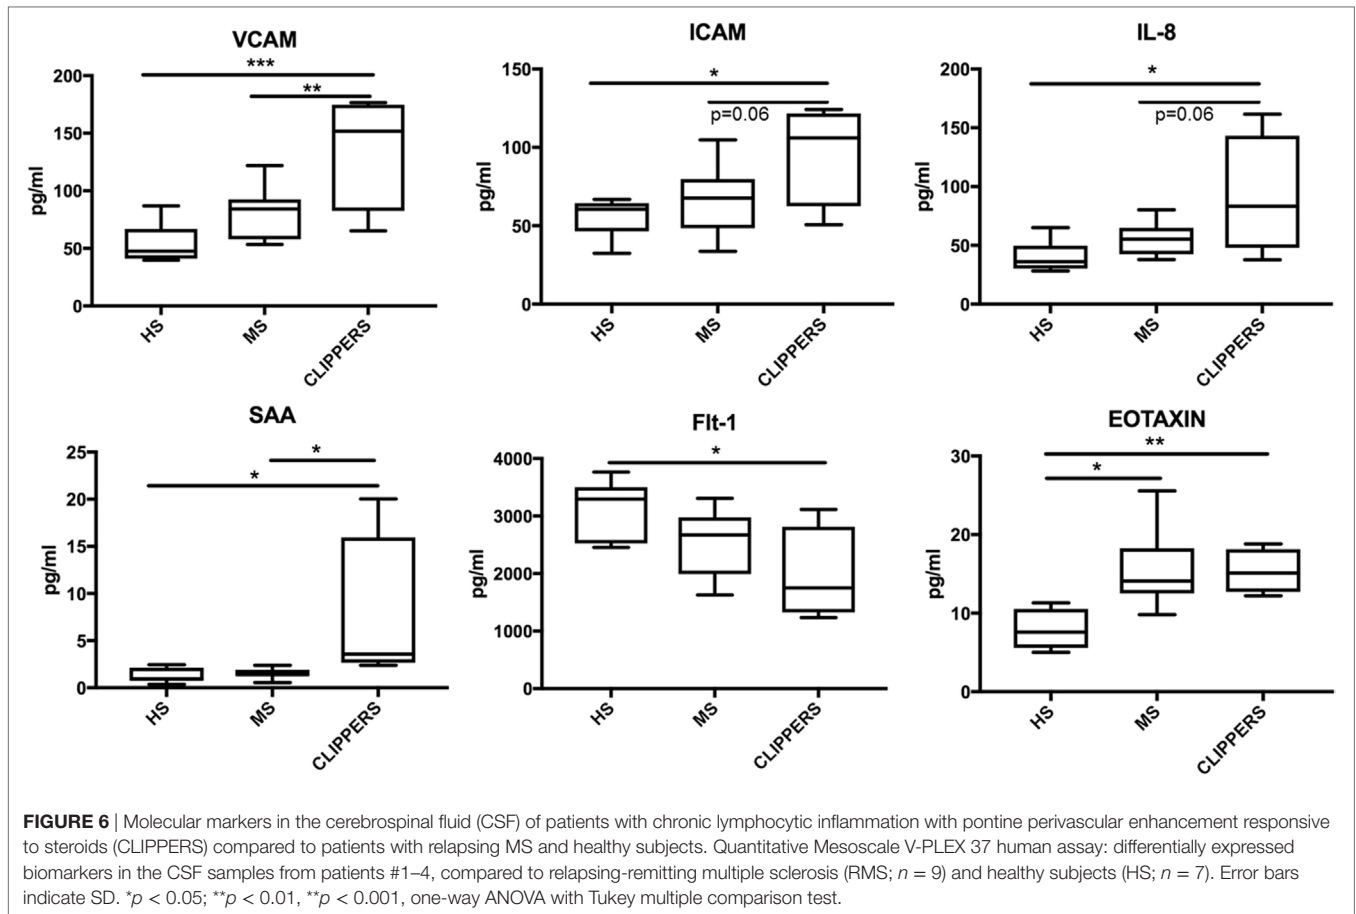 VCAM
***
**
200
150
100
50
0
pg/ml
HS
MS
CLIPPERS
ICAM
*
p=0.06
150
100
50
0
pg/ml
HS
MS
CLIPPERS
IL-8
*
p=0.06
200
150
100
50
0
pg/ml
HS
MS
CLIPPERS
SAA
*
*
25
20
15
10
5
0
pg/ml
HS
MS
CLIPPERS
Flt-1
*
4000
3000
2000
1000
0
pg/ml
HS
MS
CLIPPERS
EOTAXIN
**
*
30
20
10
0
pg/ml
HS
MS
CLIPPERS
FIGURE 6 | Molecular markers in the cerebrospinal fluid (CSF) of patients with chronic lymphocytic inflammation with pontine perivascular enhancement responsive
to steroids (CLIPPERS) compared to patients with relapsing MS and healthy subjects. Quantitative Mesoscale V-PLEX 37 human assay: differentially expressed
biomarkers in the CSF samples from patients #1–4, compared to relapsing-remitting multiple sclerosis (RMS; n = 9) and healthy subjects (HS; n = 7). Error bars
indicate SD. *p < 0.05; **p < 0.01, **p < 0.001, one-way ANOVA with Tukey multiple comparison test.